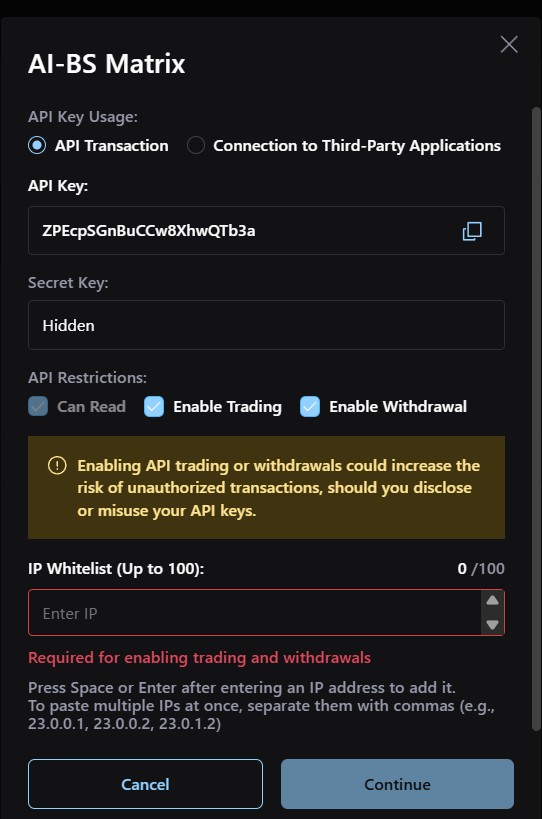 AI-BS Matrix
API Key Usage:
API Transaction Connection to Third-Party Applications
API Key:
ZPEcpSGnBuCCw8XhwQTb3a
Secret Key:
Hidden
API Restrictions:
Can Read Enable Trading Enable Withdrawal
Enabling API trading or withdrawals could increase the
risk of unauthorized transactions, should you disclose
or misuse your API keys.
IP Whitelist (Up to 100): 0 /100
Enter IP
Required for enabling trading and withdrawals
Press Space or Enter after entering an IP address to add it.
To paste multiple IPs at once, separate them with commas (e.g.,
23.0.0.1, 23.0.0.2, 23.0.1.2)
Cancel Continue